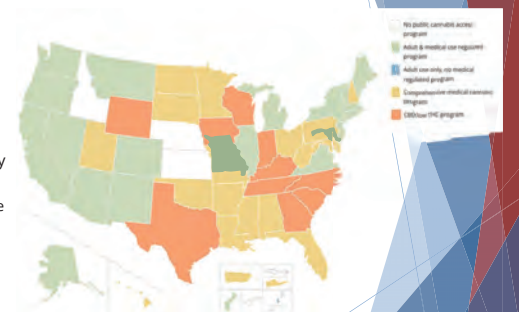 y
e
No public cannabis access
program
Adult & medical use regulated
program
Adult use only, no medical
regulated program
Comprehensive medical cannabis
program
CBD/low THC program